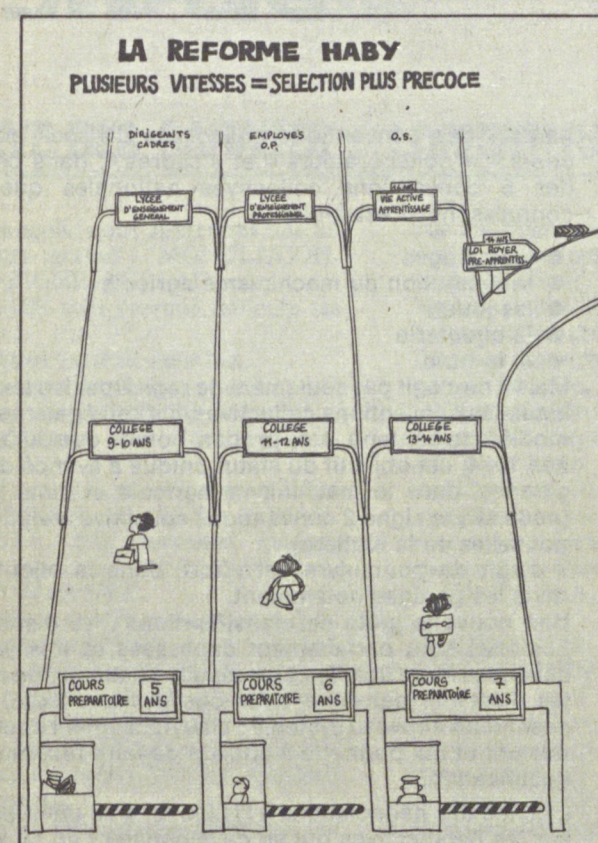 LA REFORME HABY
PLUSIEURS VITESSES = SELECTION PLUS PRECOCE
DIRIGEANTS
CADRES
EMPLOYES
O.P.
O.S.
LYCEE
D'ENSEIGNEMENT
GENERAL
LYCEE
D'ENSEIGNEMENT
PROFESSIONNEL
VIE ACTIVE
APPRENTISSAGE
14 ANS
LOI ROYER
PRE-APPRENTIS.
COLLEGE
9-10 ANS
COLLEGE
11-12 ANS
COLLEGE
13-14 ANS
COURS
PREPARATOIRE
5
ANS
COURS
PREPARATOIRE
6
ANS
COURS
PREPARATOIRE
7
ANS